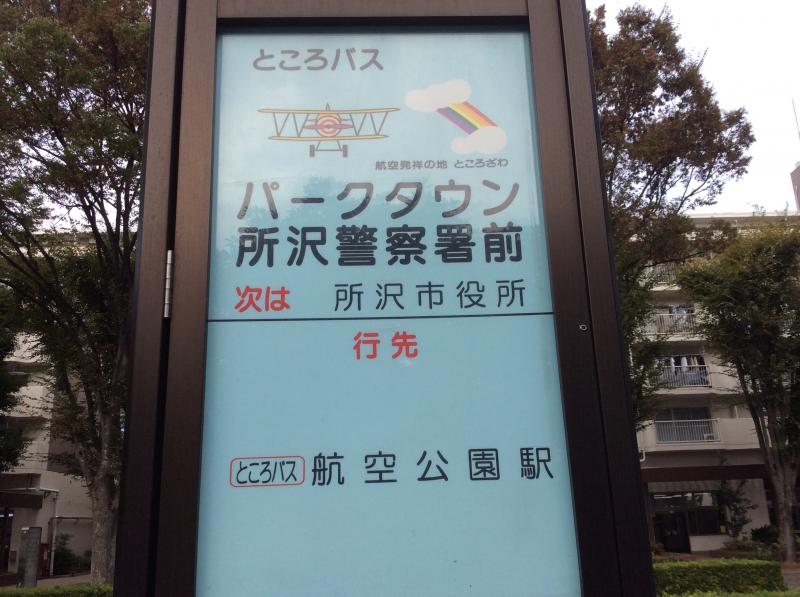 ところバス
航空発祥の地 ところざわ
パークタウン
所沢警察署前
次は 所沢市役所
行先
ところバス 航空公園駅